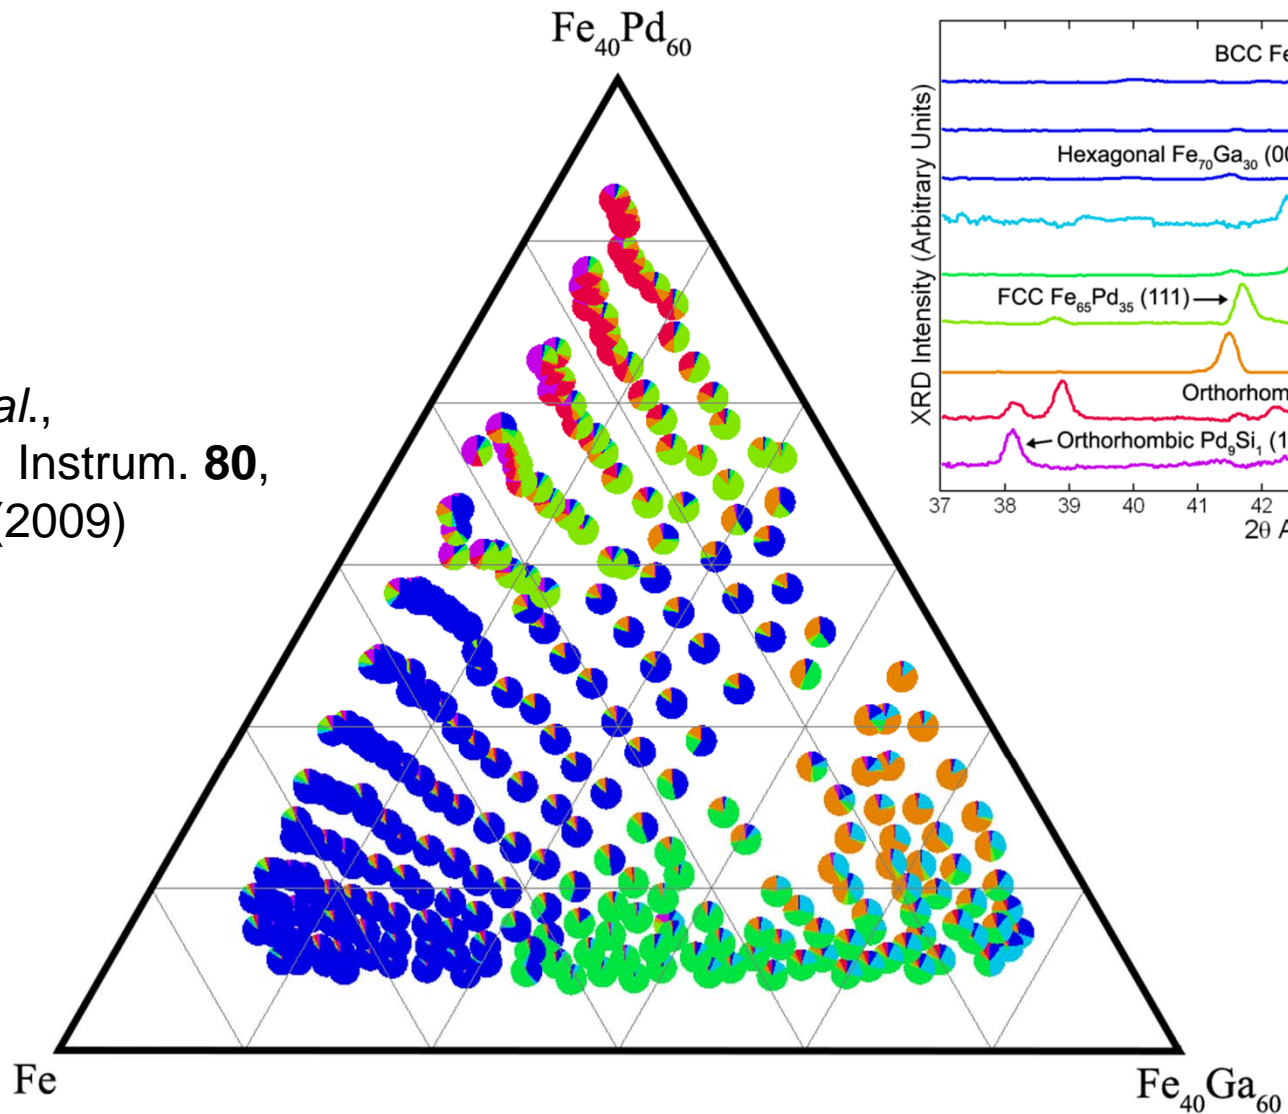 Fe40Pd60
al.,
Instrum. 80,
(2009)
XRD Intensity (Arbitrary Units)
BCC Fe
Hexagonal Fe70Ga30 (00
FCC Fe65Pd35 (111)
Orthorhom
Orthorhombic Pd9Si1 (1
37 38 39 40 41 42
2θ A
Fe
Fe40Ga60